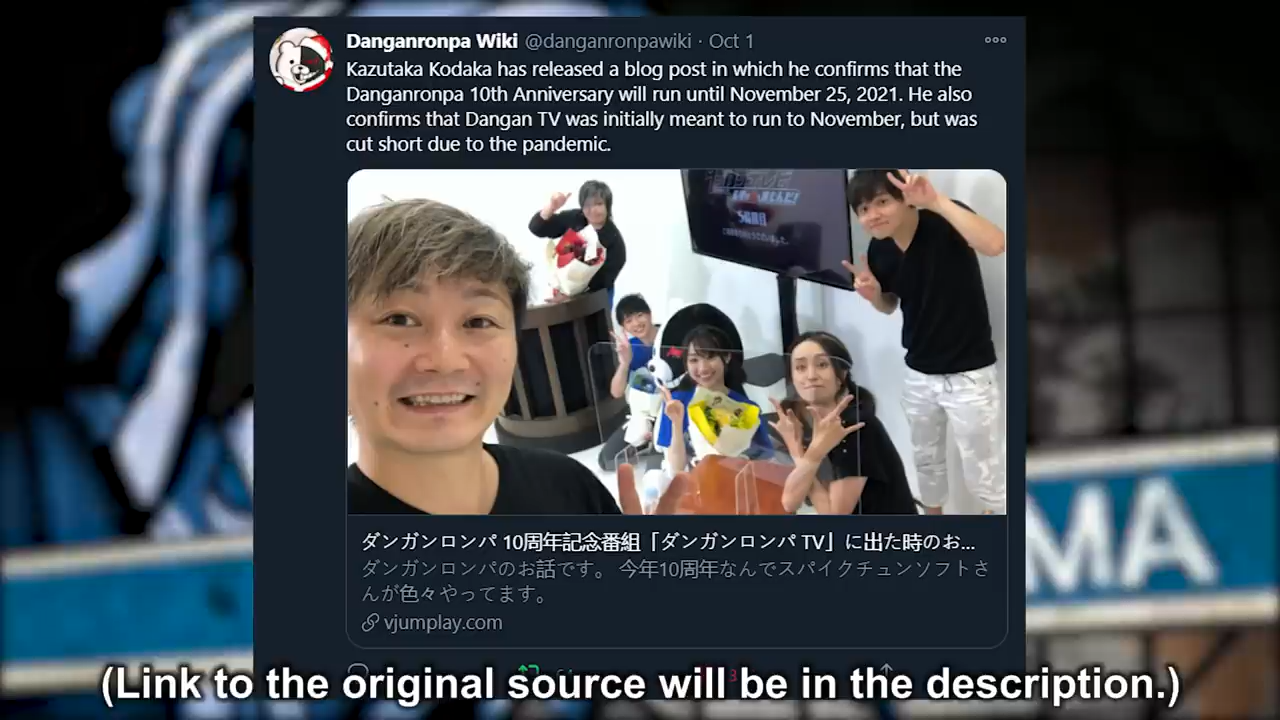 Danganronpa Wiki @danganronpawiki · Oct 1
Kazutaka Kodaka has released a blog post in which he confirms that the
Danganronpa 10th Anniversary will run until November 25, 2021. He also
confirms that Dangan TV was initially meant to run to November, but was
cut short due to the pandemic.
5時間目
ダンガンロンパ 10周年記念番組「ダンガンロンパ TV」に出た時のお...
ダンガンロンパのお話です。 今年10周年なんでスパイクチュンソフトさ
んが色々やってます。
vjumplay.com
MA
(Link to the original source will be in the description.)